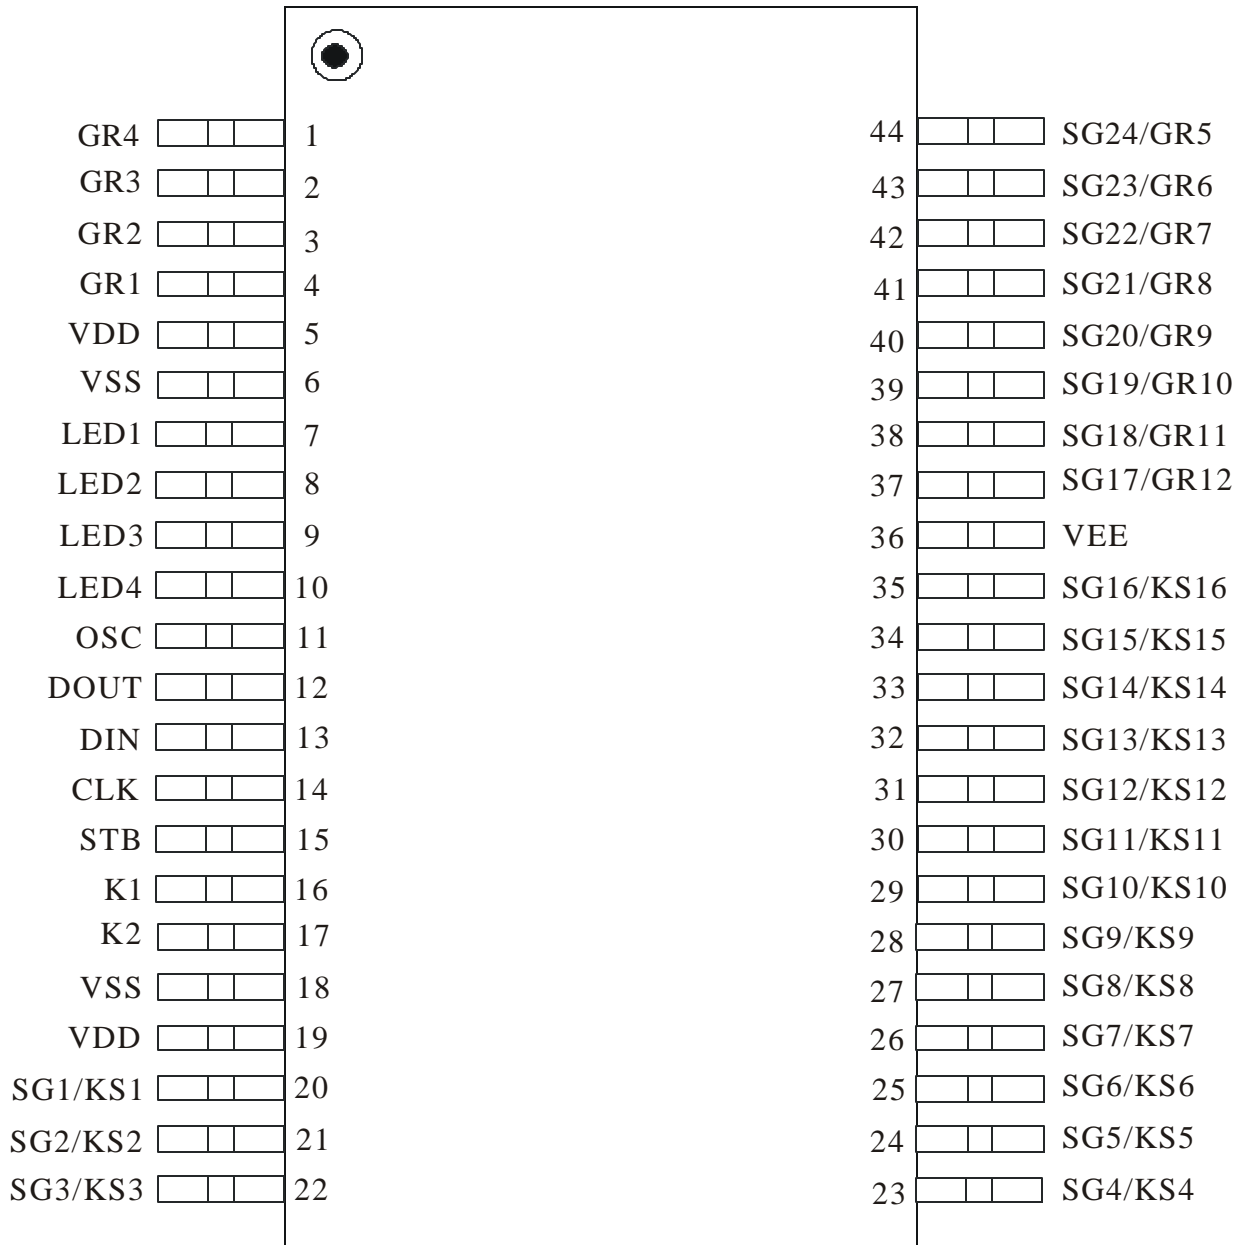 GR4 1 44 SG24/GR5
GR3 2 43 SG23/GR6
GR2 3 42 SG22/GR7
GR1 4 41 SG21/GR8
VDD 5 40 SG20/GR9
VSS 6 39 SG19/GR10
LED1 7 38 SG18/GR11
LED2 8 37 SG17/GR12
LED3 9 36 VEE
LED4 10 35 SG16/KS16
OSC 11 34 SG15/KS15
DOUT 12 33 SG14/KS14
DIN 13 32 SG13/KS13
CLK 14 31 SG12/KS12
STB 15 30 SG11/KS11
K1 16 29 SG10/KS10
K2 17 28 SG9/KS9
VSS 18 27 SG8/KS8
VDD 19 26 SG7/KS7
SG1/KS1 20 25 SG6/KS6
SG2/KS2 21 24 SG5/KS5
SG3/KS3 22 23 SG4/KS4